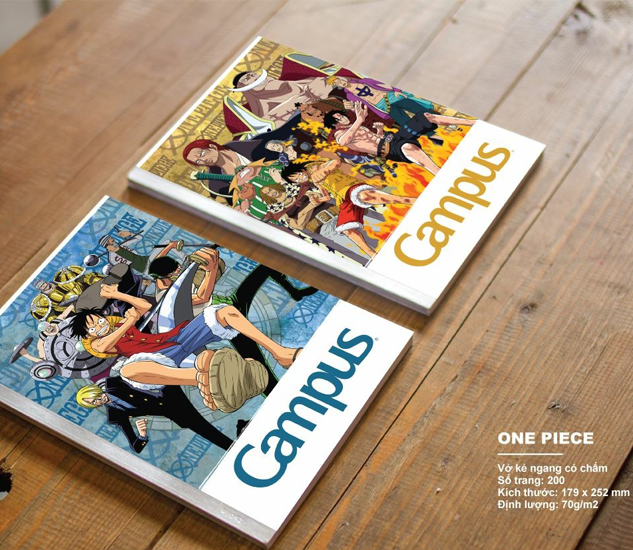 Campus
Campus
ONE PIECE
Vở kẻ ngang có chấm
Số trang: 200
Kích thước: 179 x 252 mm
Định lượng: 70g/m2